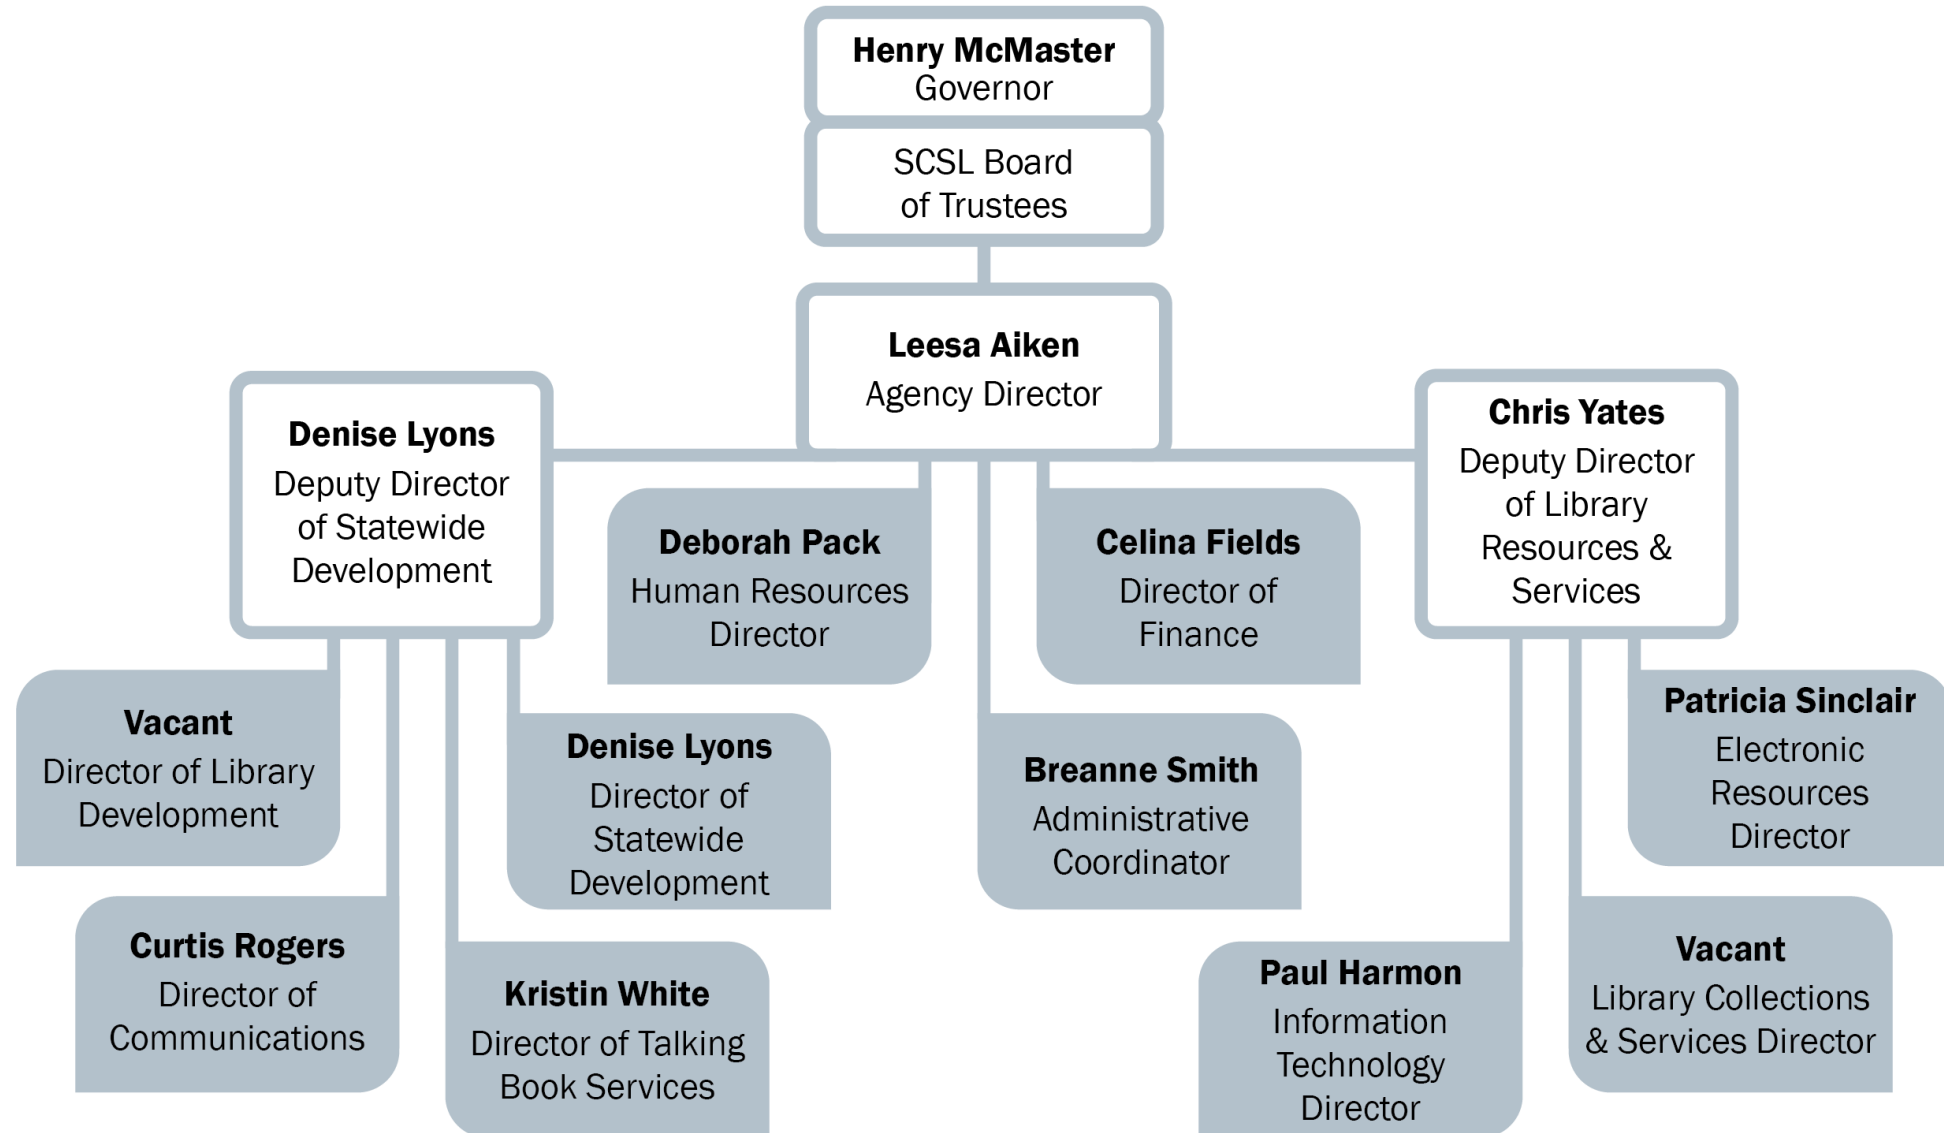 Henry McMaster
Governor
SCSL Board
of Trustees
Leesa Aiken
Agency Director
Denise Lyons
Deputy Director
of Statewide
Development
Chris Yates
Deputy Director
of Library
Resources &
Services
Deborah Pack
Human Resources
Director
Celina Fields
Director of
Finance
Vacant
Director of Library
Development
Denise Lyons
Director of
Statewide
Development
Breanne Smith
Administrative
Coordinator
Patricia Sinclair
Electronic
Resources
Director
Curtis Rogers
Director of
Communications
Kristin White
Director of Talking
Book Services
Paul Harmon
Information
Technology
Director
Vacant
Library Collections
& Services Director